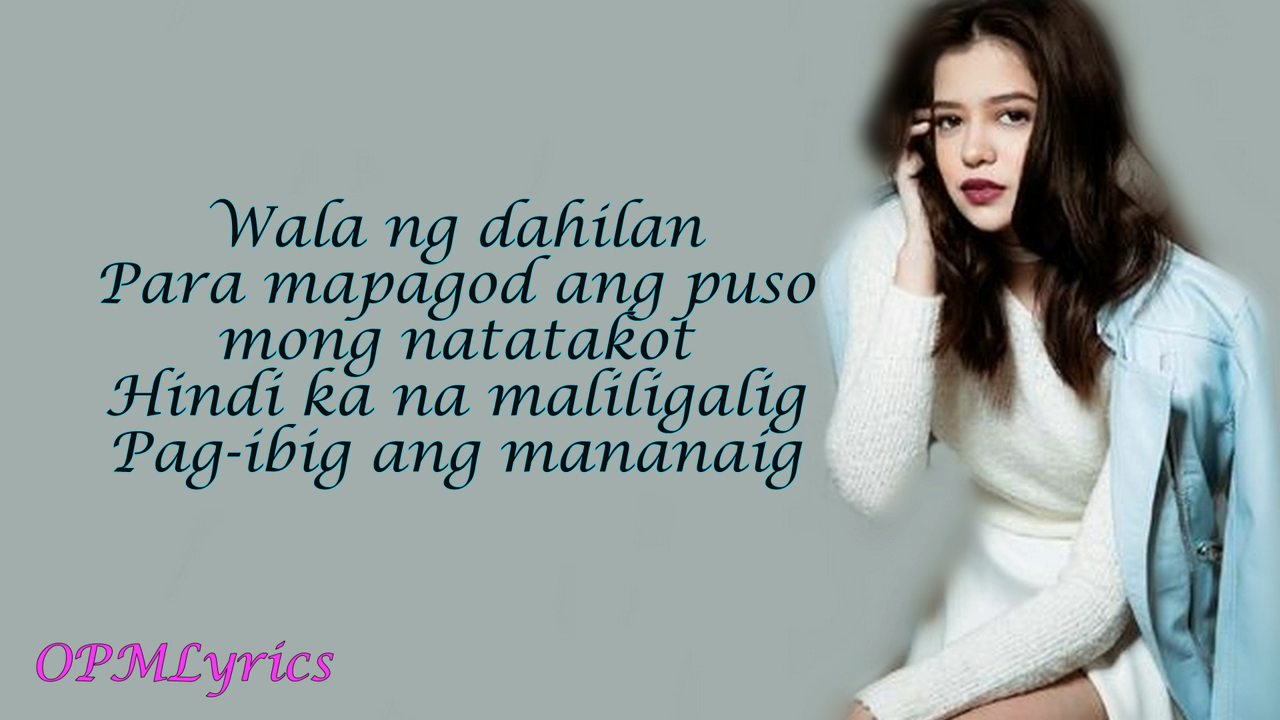 Wala ng dahilan
Para mapagod ang puso
mong natatakot
Hindi ka na maliligalig
Pag-ibig ang mananaig
OPMLyrics